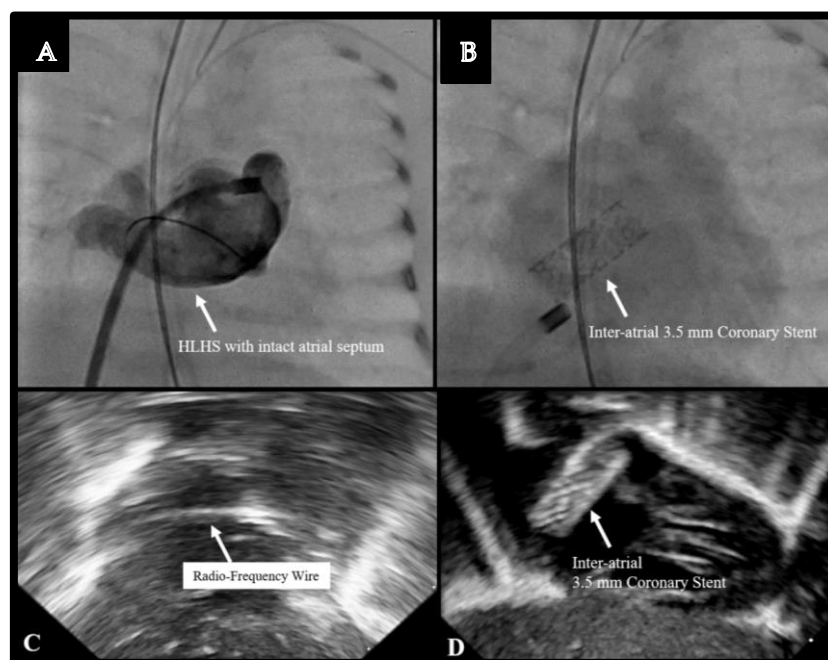 A
B
HLHS with intact atrial septum
Inter-atrial 3.5 mm Coronary Stent
Radio-Frequency Wire
C
Inter-atrial
3.5 mm Coronary Stent
D